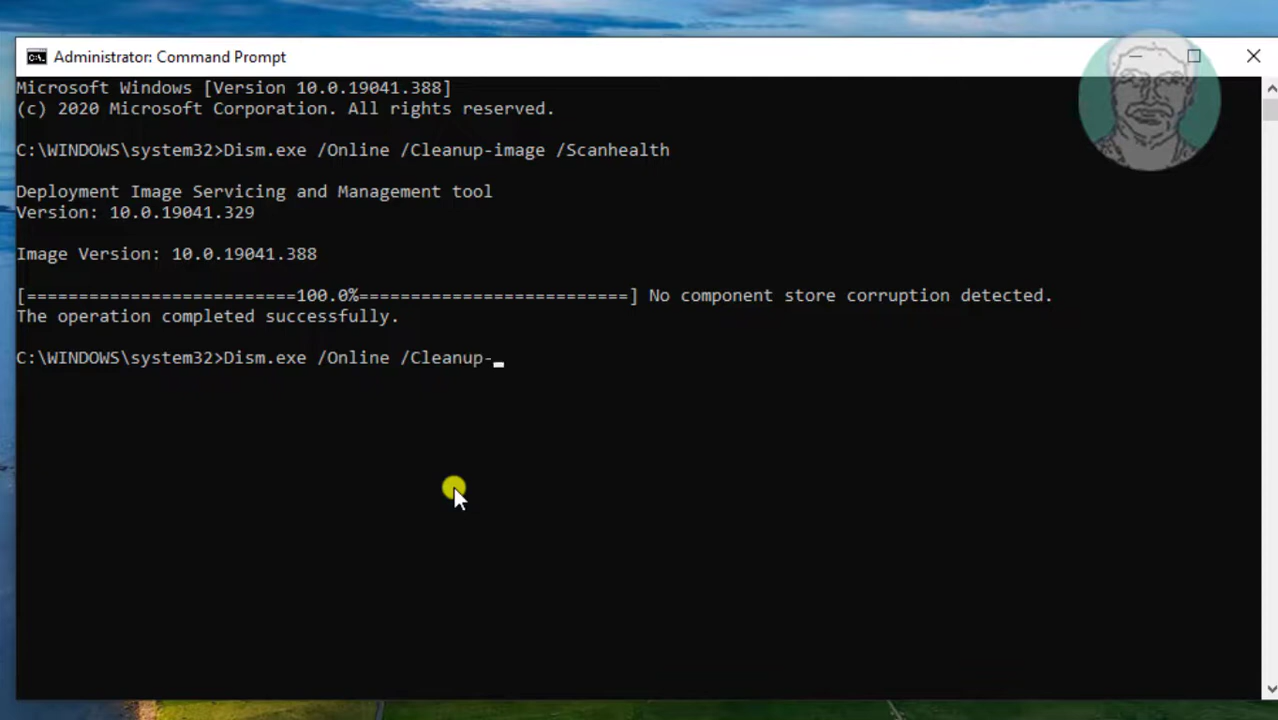 Administrator: Command Prompt
Microsoft Windows [Version 10.0.19041.388]
(c) 2020 Microsoft Corporation. All rights reserved.
C:\WINDOWS\system32>Dism.exe /Online /Cleanup-image /Scanhealth
Deployment Image Servicing and Management tool
Version: 10.0.19041.329
Image Version: 10.0.19041.388
[==========================100.0%==========================] No component store corruption detected.
The operation completed successfully.
C:\WINDOWS\system32>Dism.exe /Online /Cleanup-_